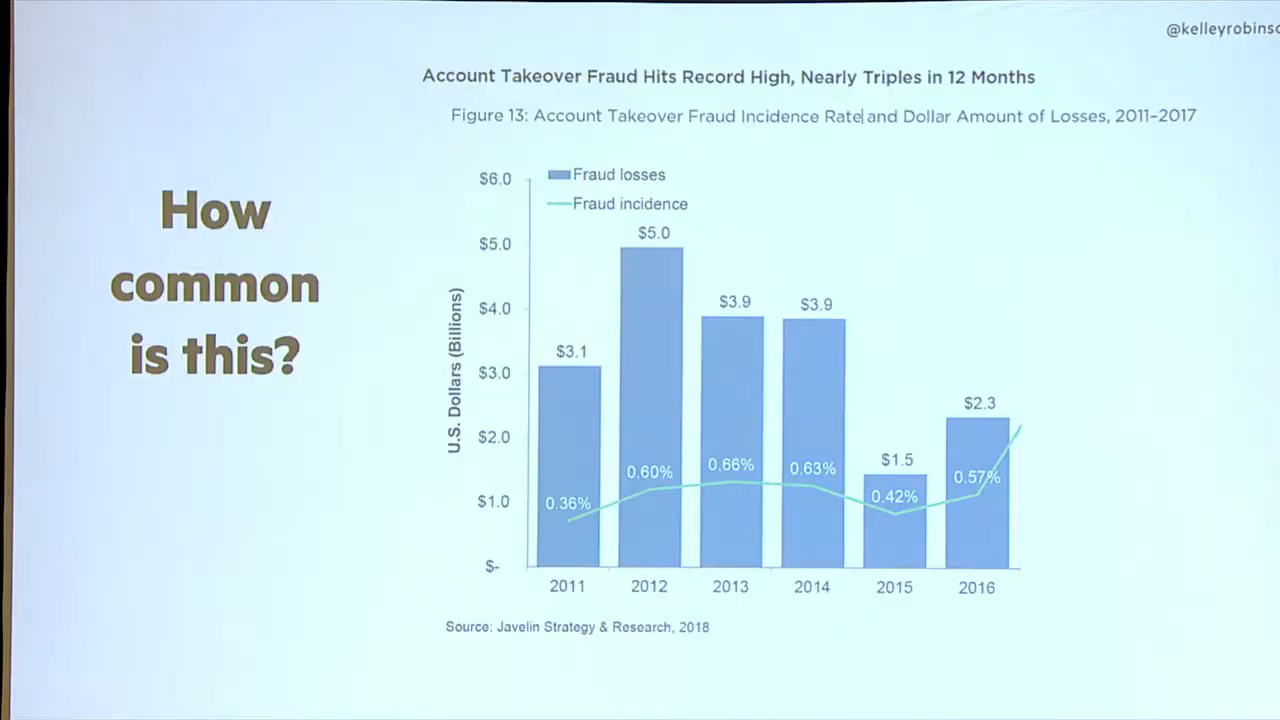 @kelleyrobins
Account Takeover Fraud Hits Record High, Nearly Triples in 12 Months
Figure 13: Account Takeover Fraud Incidence Rate and Dollar Amount of Losses, 2011–2017
How
common
is this?
U.S. Dollars (Billions)
$6.0
$5.0
$4.0
$3.0
$2.0
$1.0
$-
Fraud losses
Fraud incidence
$3.1
$5.0
$3.9
$3.9
$1.5
$2.3
0.36%
0.60%
0.66%
0.63%
0.42%
0.57%
2011
2012
2013
2014
2015
2016
Source: Javelin Strategy & Research, 2018